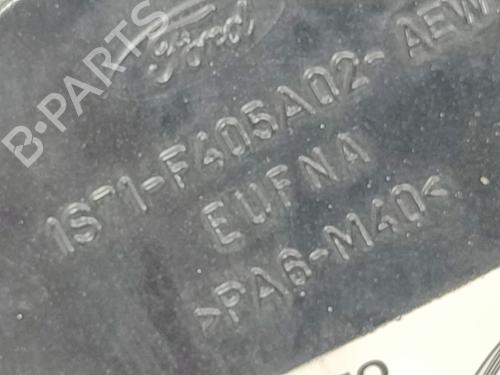 B-PARTS
Ford
1S71-F405A02-AEW
EUFNA
>PA6-M40<